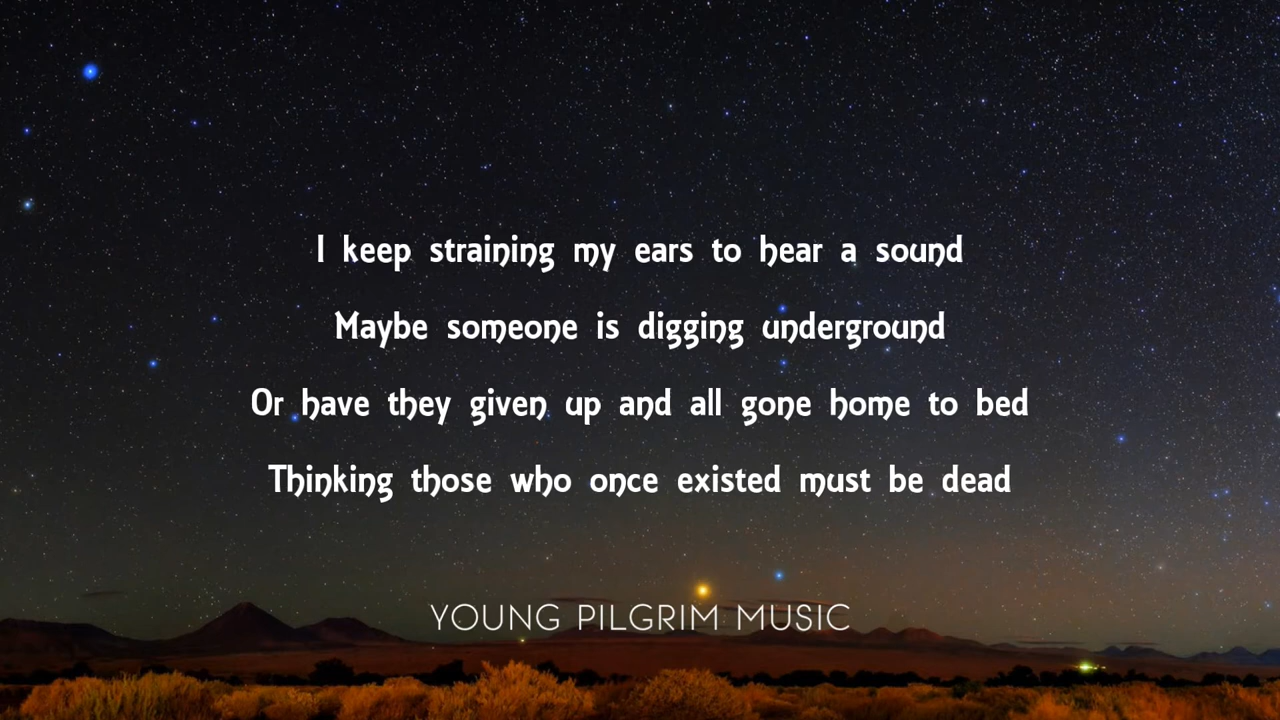 I keep straining my ears to hear a sound
Maybe someone is digging underground
Or have they given up and all gone home to bed
Thinking those who once existed must be dead
YOUNG PILGRIM MUSIC